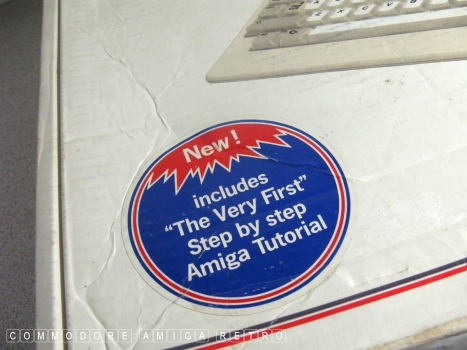 New!
includes
“The Very First”
Step by step
Amiga Tutorial
COMMODORE AMIGA RETRO